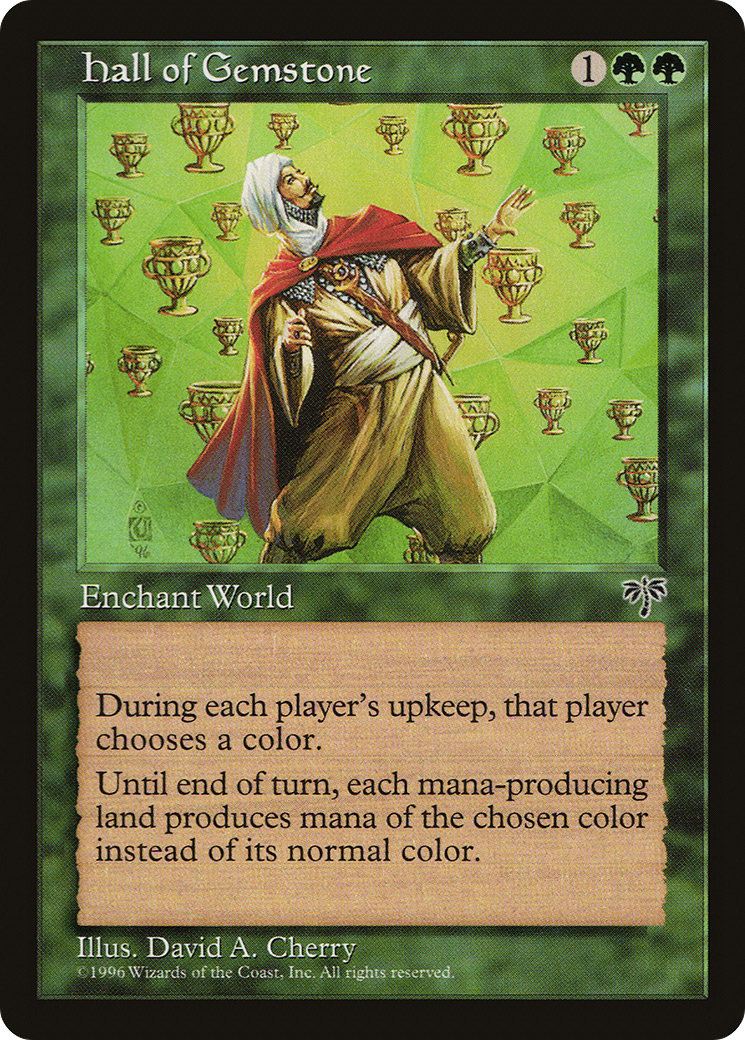 Hall of Gemstone 1
96
Enchant World
During each player's upkeep, that player
chooses a color.
Until end of turn, each mana-producing
land produces mana of the chosen color
instead of its normal color.
Illus. David A. Cherry
©1996 Wizards of the Coast, Inc. All rights reserved.